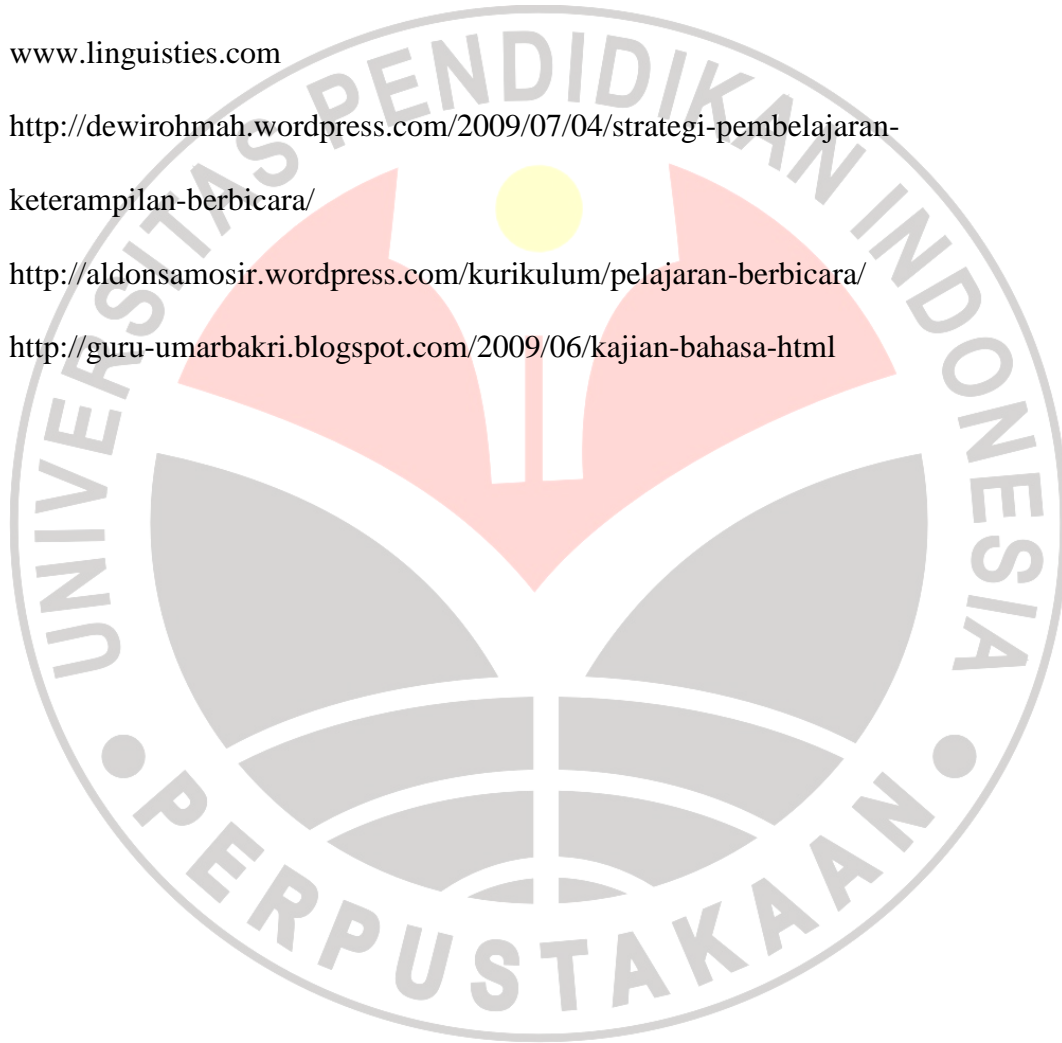 www.linguisties.com
http://dewirohmah.wordpress.com/2009/07/04/strategi-pembelajaran-
keterampilan-berbicara/
http://aldonsamosir.wordpress.com/kurikulum/pelajaran-berbicara/
http://guru-umarbakri.blogspot.com/2009/06/kajian-bahasa-html
UNIVERSITAS PENDIDIKAN INDONESIA
PERPUSTAKAAN